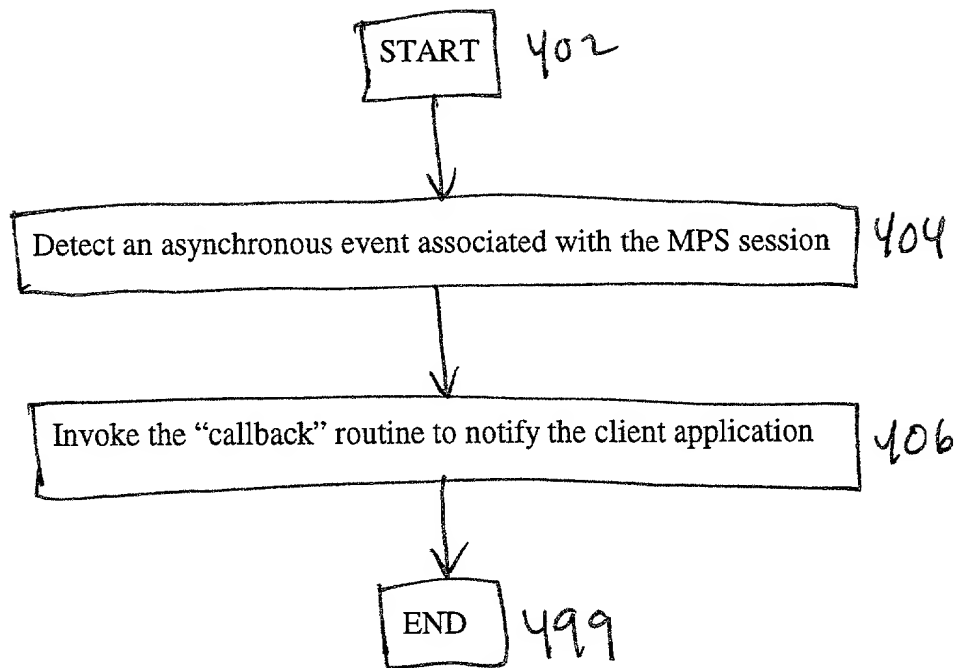 START 402
Detect an asynchronous event associated with the MPS session 404
Invoke the “callback” routine to notify the client application 406
END 499